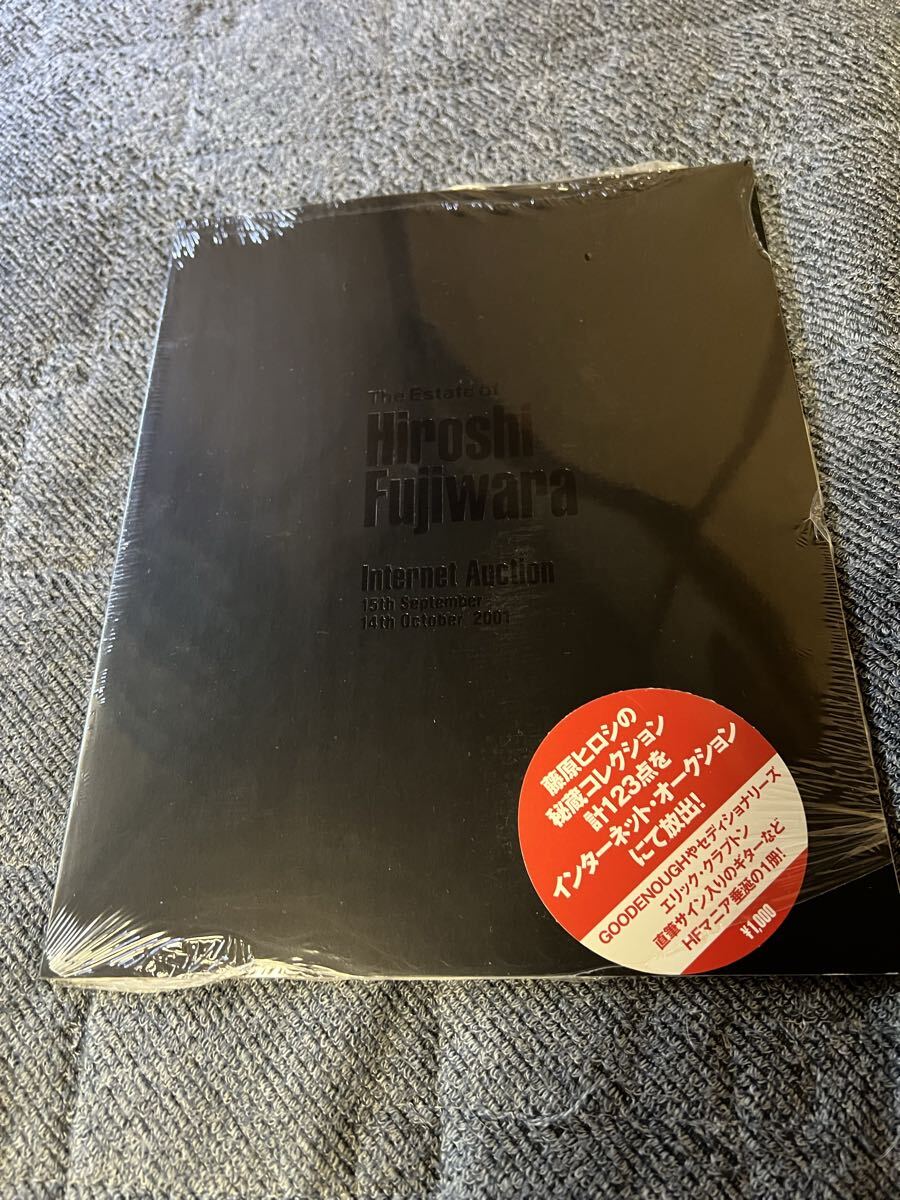 The Estate of
Hiroshi
Fujiwara
Internet Auction
15th September
14th October, 2001
藤原ヒロシの
秘蔵コレクション
計123点を
インターネット・オークション
にて放出!
GOODENOUGHやセディショナリーズ
エリック・クラプトン
直筆サイン入りのギターなど
HFマニア垂涎の1冊!
¥1,000